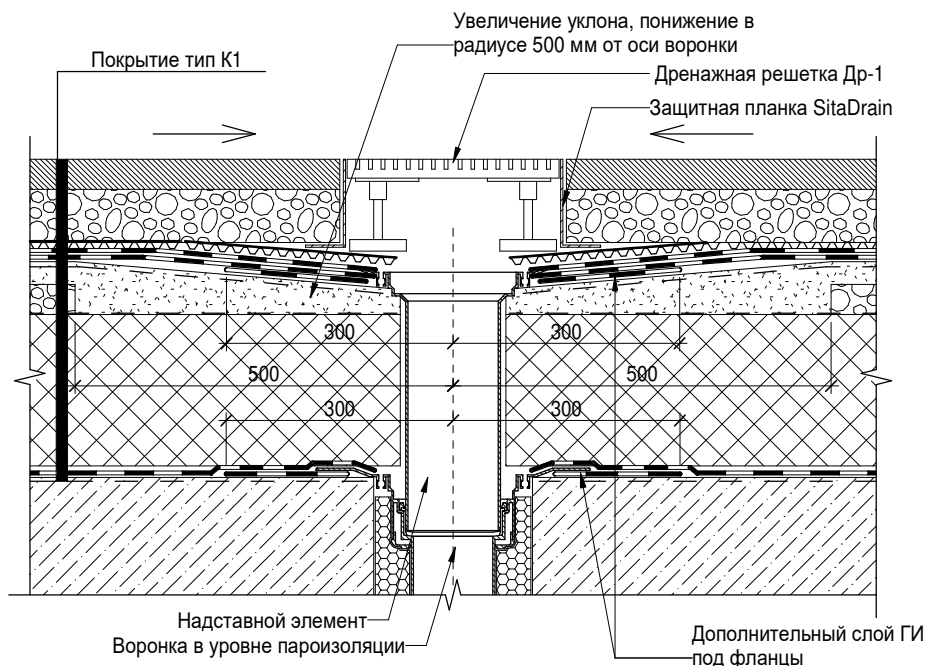 Увеличение уклона, понижение в
радиусе 500 мм от оси воронки
Покрытие тип К1
Дренажная решетка Др-1
Защитная планка SitaDrain
300
300
500
500
300
300
Надставной элемент
Воронка в уровне пароизоляции
Дополнительный слой ГИ
под фланцы